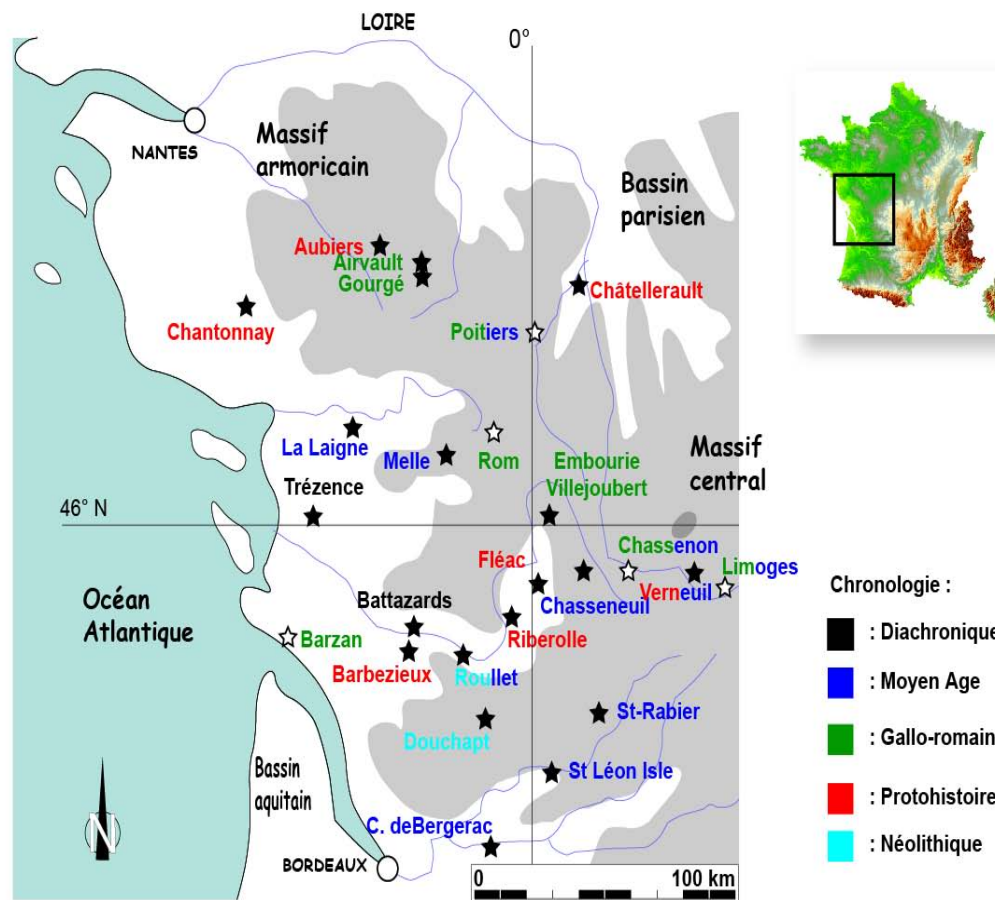 LOIRE
0°
NANTES
Massif
armoricain
Bassin
parisien
Aubiers
Airvault
Gourgé
Châtellerault
Chantonnay
Poitiers
La Laigne
Melle
Rom
Embourie
Villejoubert
Massif
central
Trézence
46° N
Chassenon
Fléac
Limoges
Verneuil
Océan
Atlantique
Battazards
Chasseneuil
Barzan
Riberolle
Barbezieux
Roullet
St-Rabier
Douchapt
Bassin
aquitain
St Léon Isle
C. deBergerac
N
BORDEAUX
0
100 km
Chronologie :
: Diachronique
: Moyen Age
: Gallo-romain
: Protohistoire
: Néolithique